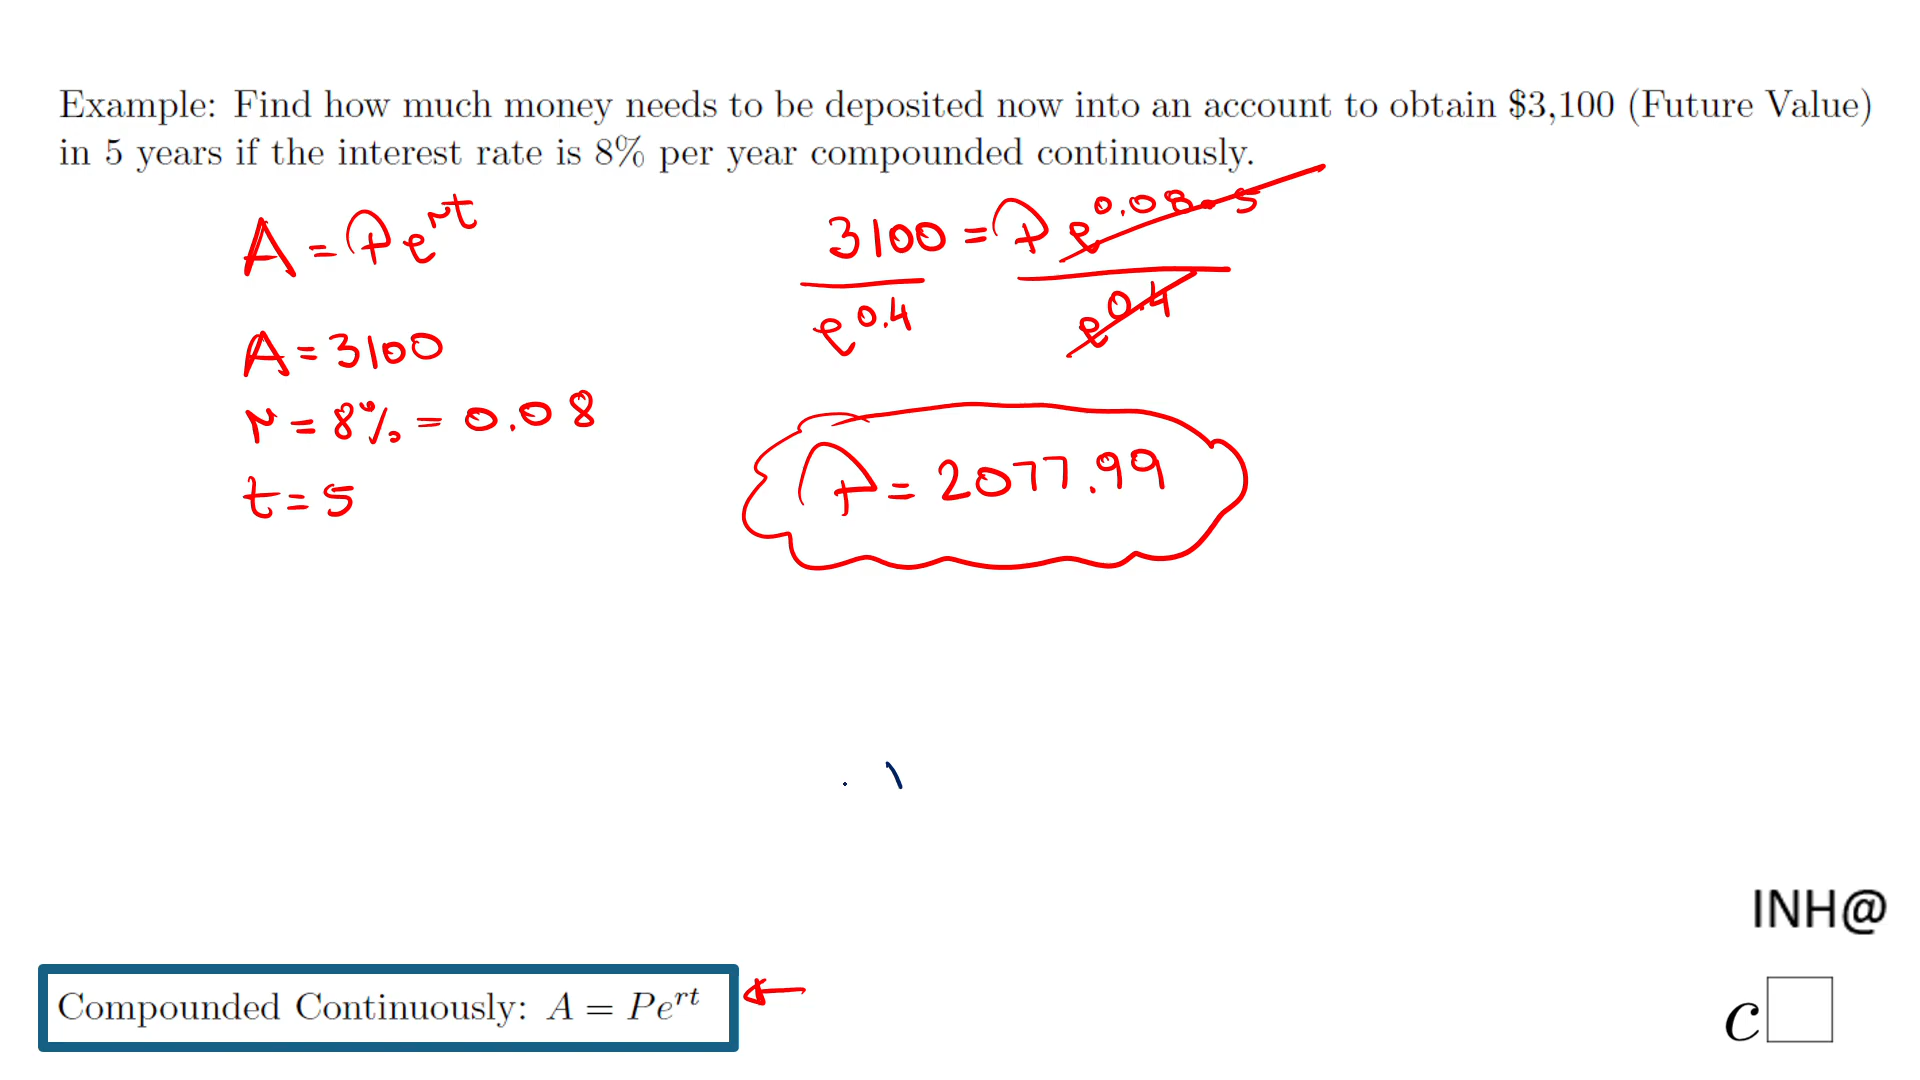 Example: Find how much money needs to be deposited now into an account to obtain $3,100 (Future Value)
in 5 years if the interest rate is 8% per year compounded continuously.
A = Pe^rt
A = 3100
r = 8% = 0.08
t = 5
3100 = Pe^0.08·5
e^0.4 e^0.4
P = 2077.99
INH@
Compounded Continuously: A = Pe^rt
c